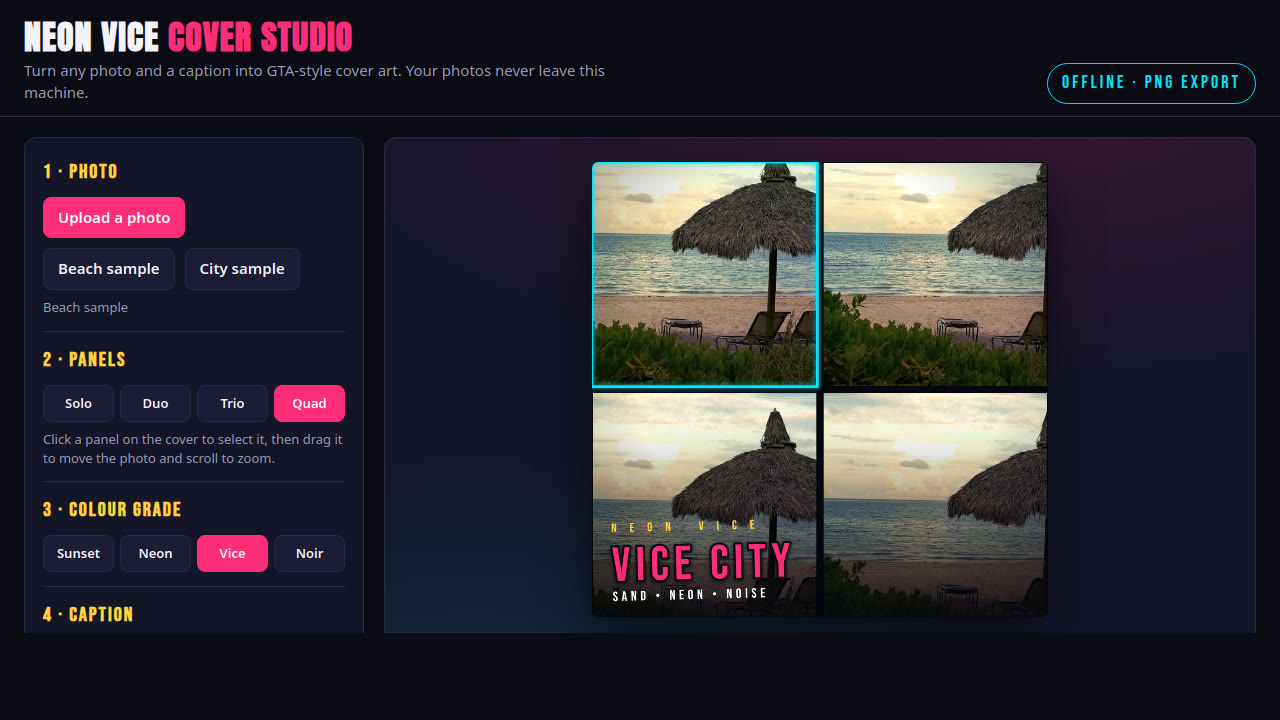 NEON VICE COVER STUDIO
Turn any photo and a caption into GTA-style cover art. Your photos never leave this
machine.
OFFLINE · PNG EXPORT
1 · PHOTO
Upload a photo
Beach sample
City sample
Beach sample
2 · PANELS
Solo
Duo
Trio
Quad
Click a panel on the cover to select it, then drag it
to move the photo and scroll to zoom.
3 · COLOUR GRADE
Sunset
Neon
Vice
Noir
4 · CAPTION
NEON VICE
VICE CITY
SAND • NEON • NOISE